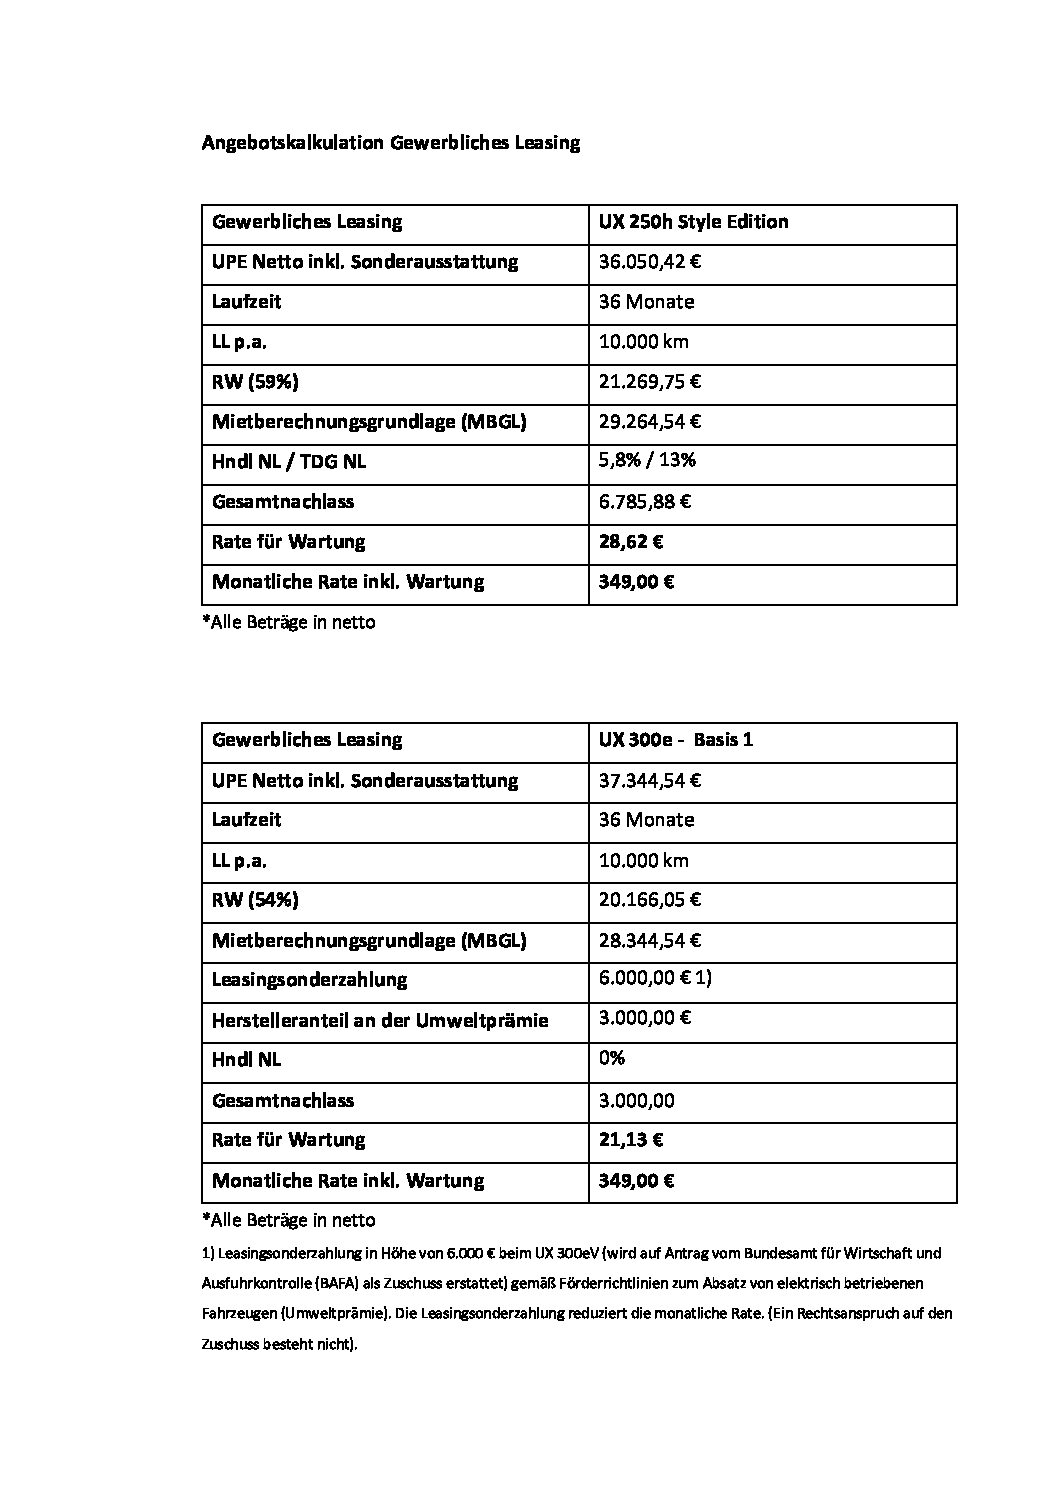 Angebotskalkulation Gewerbliches Leasing
Gewerbliches Leasing UX 250h Style Edition
UPE Netto inkl. Sonderausstattung 36.050,42 €
Laufzeit 36 Monate
LL p.a. 10.000 km
RW (59%) 21.269,75 €
Mietberechnungsgrundlage (MBGL) 29.264,54 €
Hndl NL / TDG NL 5,8% / 13%
Gesamtnachlass 6.785,88 €
Rate für Wartung 28,62 €
Monatliche Rate inkl. Wartung 349,00 €
*Alle Beträge in netto
Gewerbliches Leasing UX 300e - Basis 1
UPE Netto inkl. Sonderausstattung 37.344,54 €
Laufzeit 36 Monate
LL p.a. 10.000 km
RW (54%) 20.166,05 €
Mietberechnungsgrundlage (MBGL) 28.344,54 €
Leasingsonderzahlung 6.000,00 € 1)
Herstelleranteil an der Umweltprämie 3.000,00 €
Hndl NL 0%
Gesamtnachlass 3.000,00
Rate für Wartung 21,13 €
Monatliche Rate inkl. Wartung 349,00 €
*Alle Beträge in netto
1) Leasingsonderzahlung in Höhe von 6.000 € beim UX 300eV (wird auf Antrag vom Bundesamt für Wirtschaft und
Ausfuhrkontrolle (BAFA) als Zuschuss erstattet) gemäß Förderrichtlinien zum Absatz von elektrisch betriebenen
Fahrzeugen (Umweltprämie). Die Leasingsonderzahlung reduziert die monatliche Rate. (Ein Rechtsanspruch auf den
Zuschuss besteht nicht).